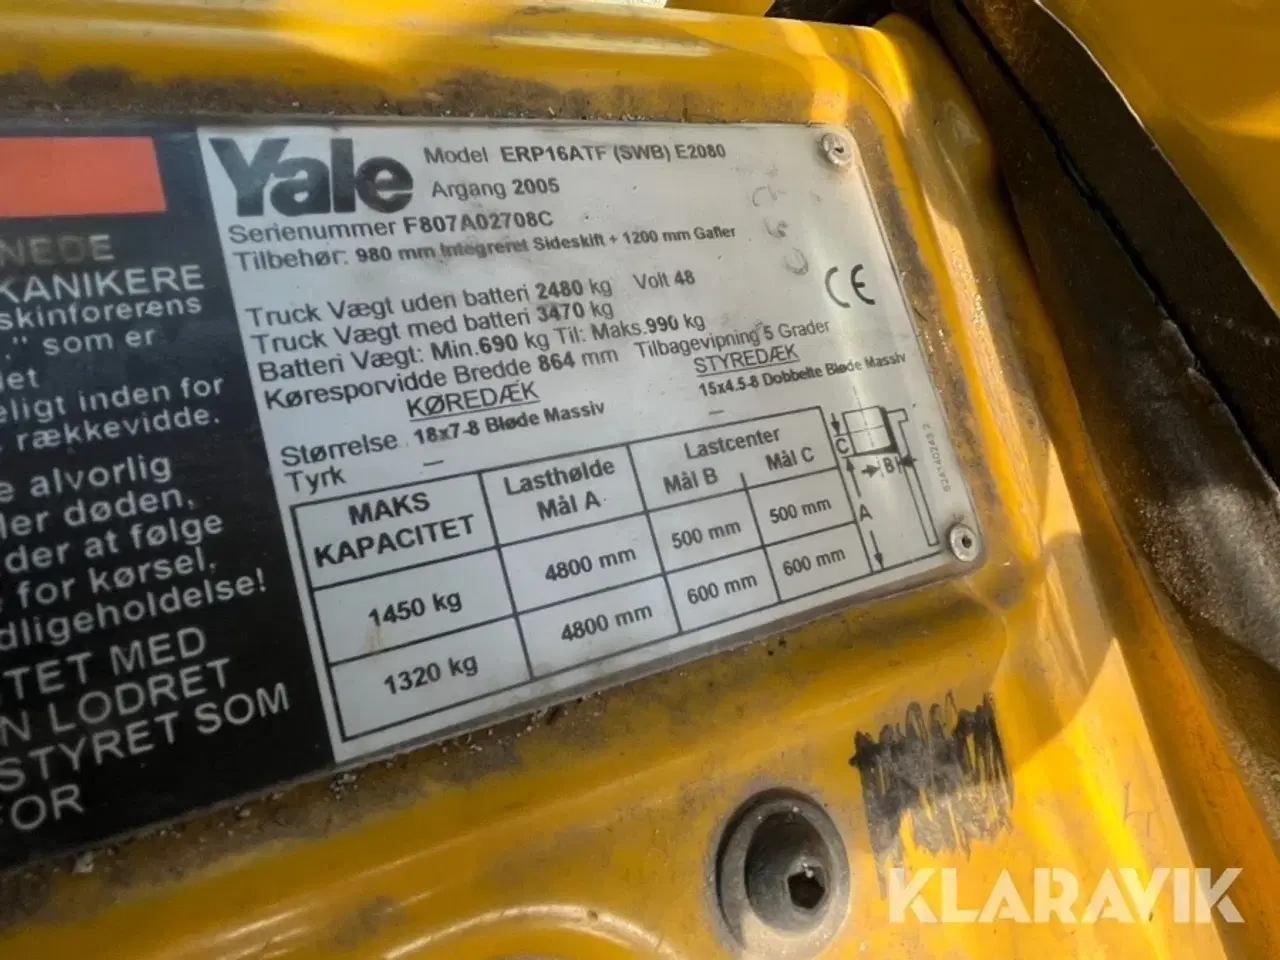 Yale
Model ERP16ATF (SWB) E2080
Argang 2005
Serienummer F807A02708C
Tilbehør: 980 mm Integreret Sideskift + 1200 mm Gafler
Truck Vægt uden batteri 2480 kg Volt 48
Truck Vægt med batteri 3470 kg
Batteri Vægt: Min.690 kg Til: Maks.990 kg
Køresporvidde Bredde 864 mm Tilbagevipning 5 Grader
KØREDÆK STYREDÆK
Størrelse 18x7-8 Bløde Massiv 15x4.5-8 Dobbelte Bløde Massiv
Tyrk — —
MAKS KAPACITET
Lastholde
Mål A
Lastcenter
Mål B Mål C
1450 kg 4800 mm 500 mm 500 mm
1320 kg 4800 mm 600 mm 600 mm
C
B
A
CE
NEDE
KANIKERE
skinforerens
," som er
let
eligt inden for
rækkevidde.
e alvorlig
ler døden,
der at følge
for kørsel,
dligeholdelse!
TET MED
N LODRET
STYRET SOM
FOR
KLARAVIK